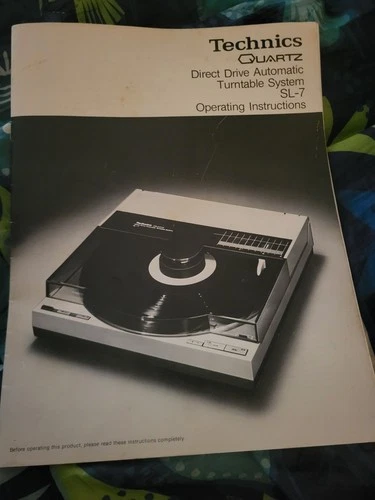 Technics
QUARTZ
Direct Drive Automatic
Turntable System
SL-7
Operating Instructions
Technics
Before operating this product, please read these instructions completely.